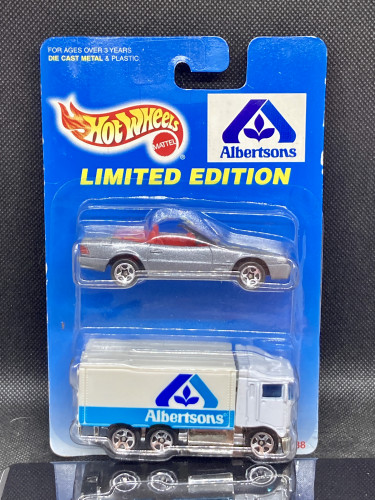 FOR AGES OVER 3 YEARS
DIE CAST METAL & PLASTIC
Hot Wheels
MATTEL
Albertsons
LIMITED EDITION
Albertsons